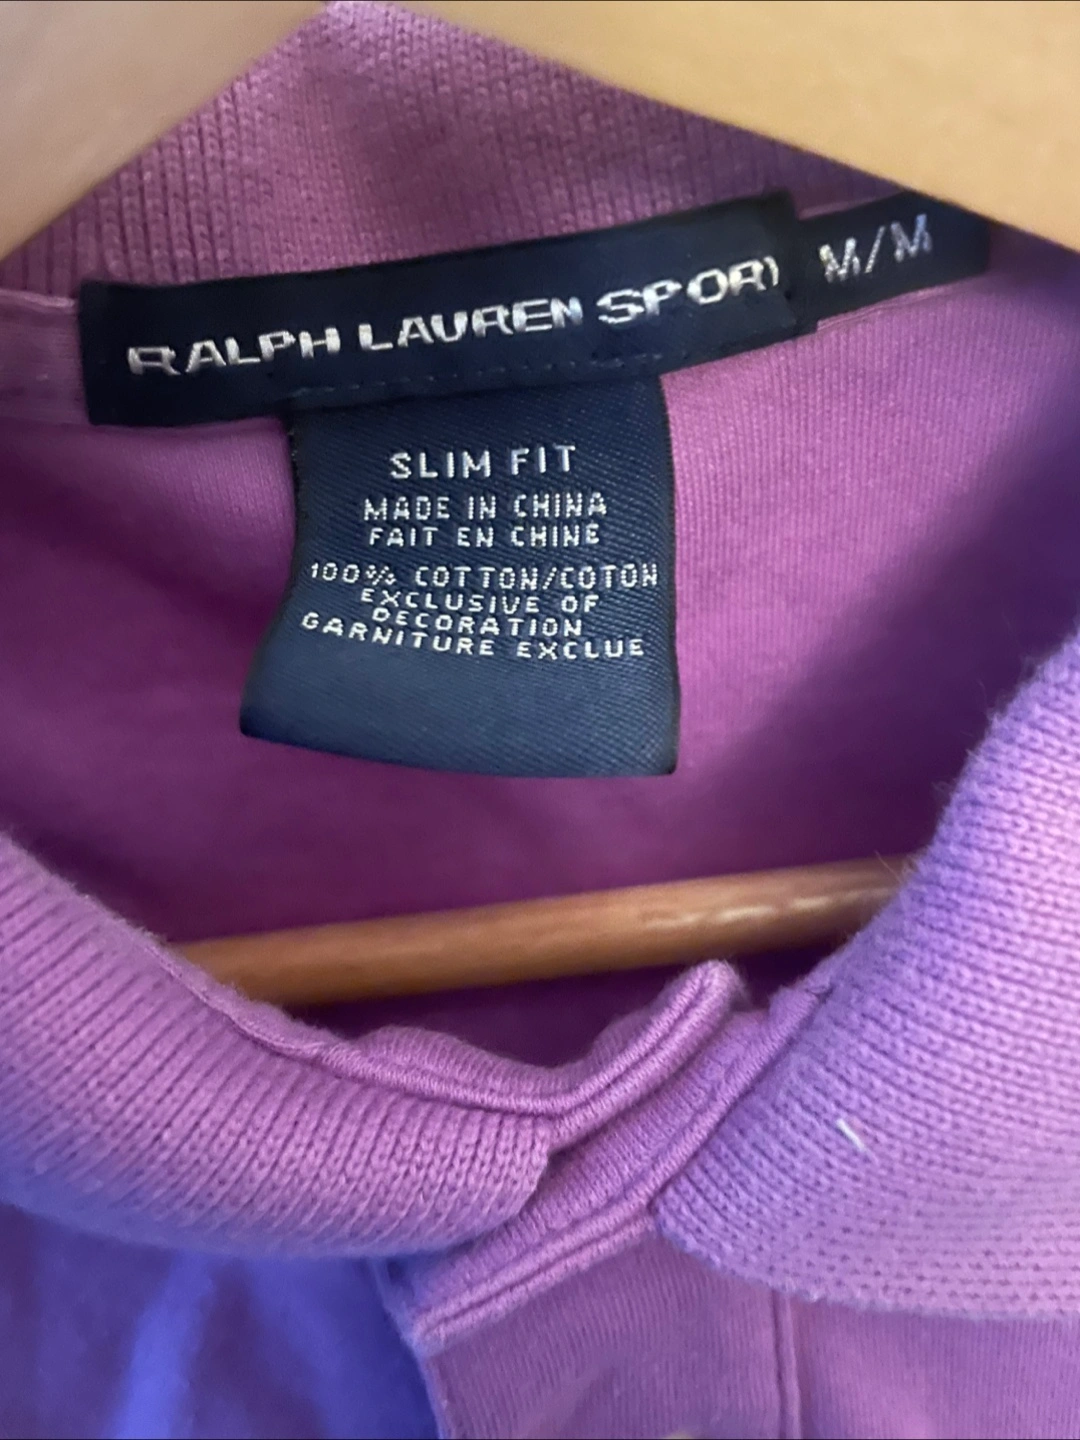 RALPH LAUREN SPORT
M/M
SLIM FIT
MADE IN CHINA
FAIT EN CHINE
100% COTTON/COTON
EXCLUSIVE OF
DECORATION
GARNITURE EXCLUE